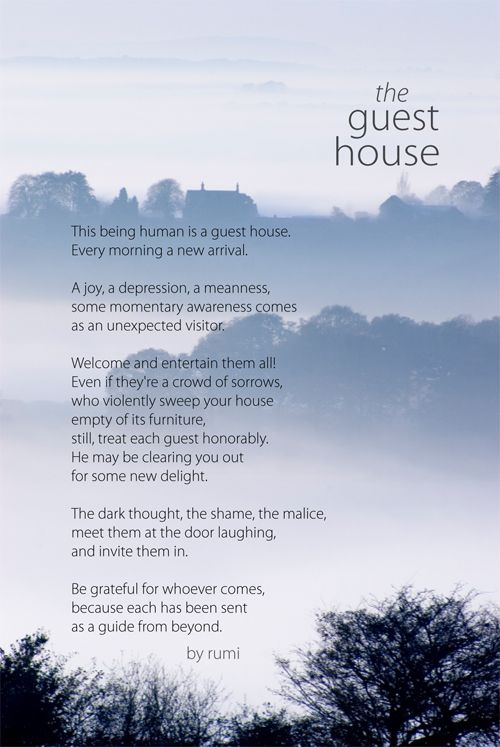 the
guest
house
This being human is a guest house.
Every morning a new arrival.
A joy, a depression, a meanness,
some momentary awareness comes
as an unexpected visitor.
Welcome and entertain them all!
Even if they're a crowd of sorrows,
who violently sweep your house
empty of its furniture,
still, treat each guest honorably.
He may be clearing you out
for some new delight.
The dark thought, the shame, the malice,
meet them at the door laughing,
and invite them in.
Be grateful for whoever comes,
because each has been sent
as a guide from beyond.
by rumi